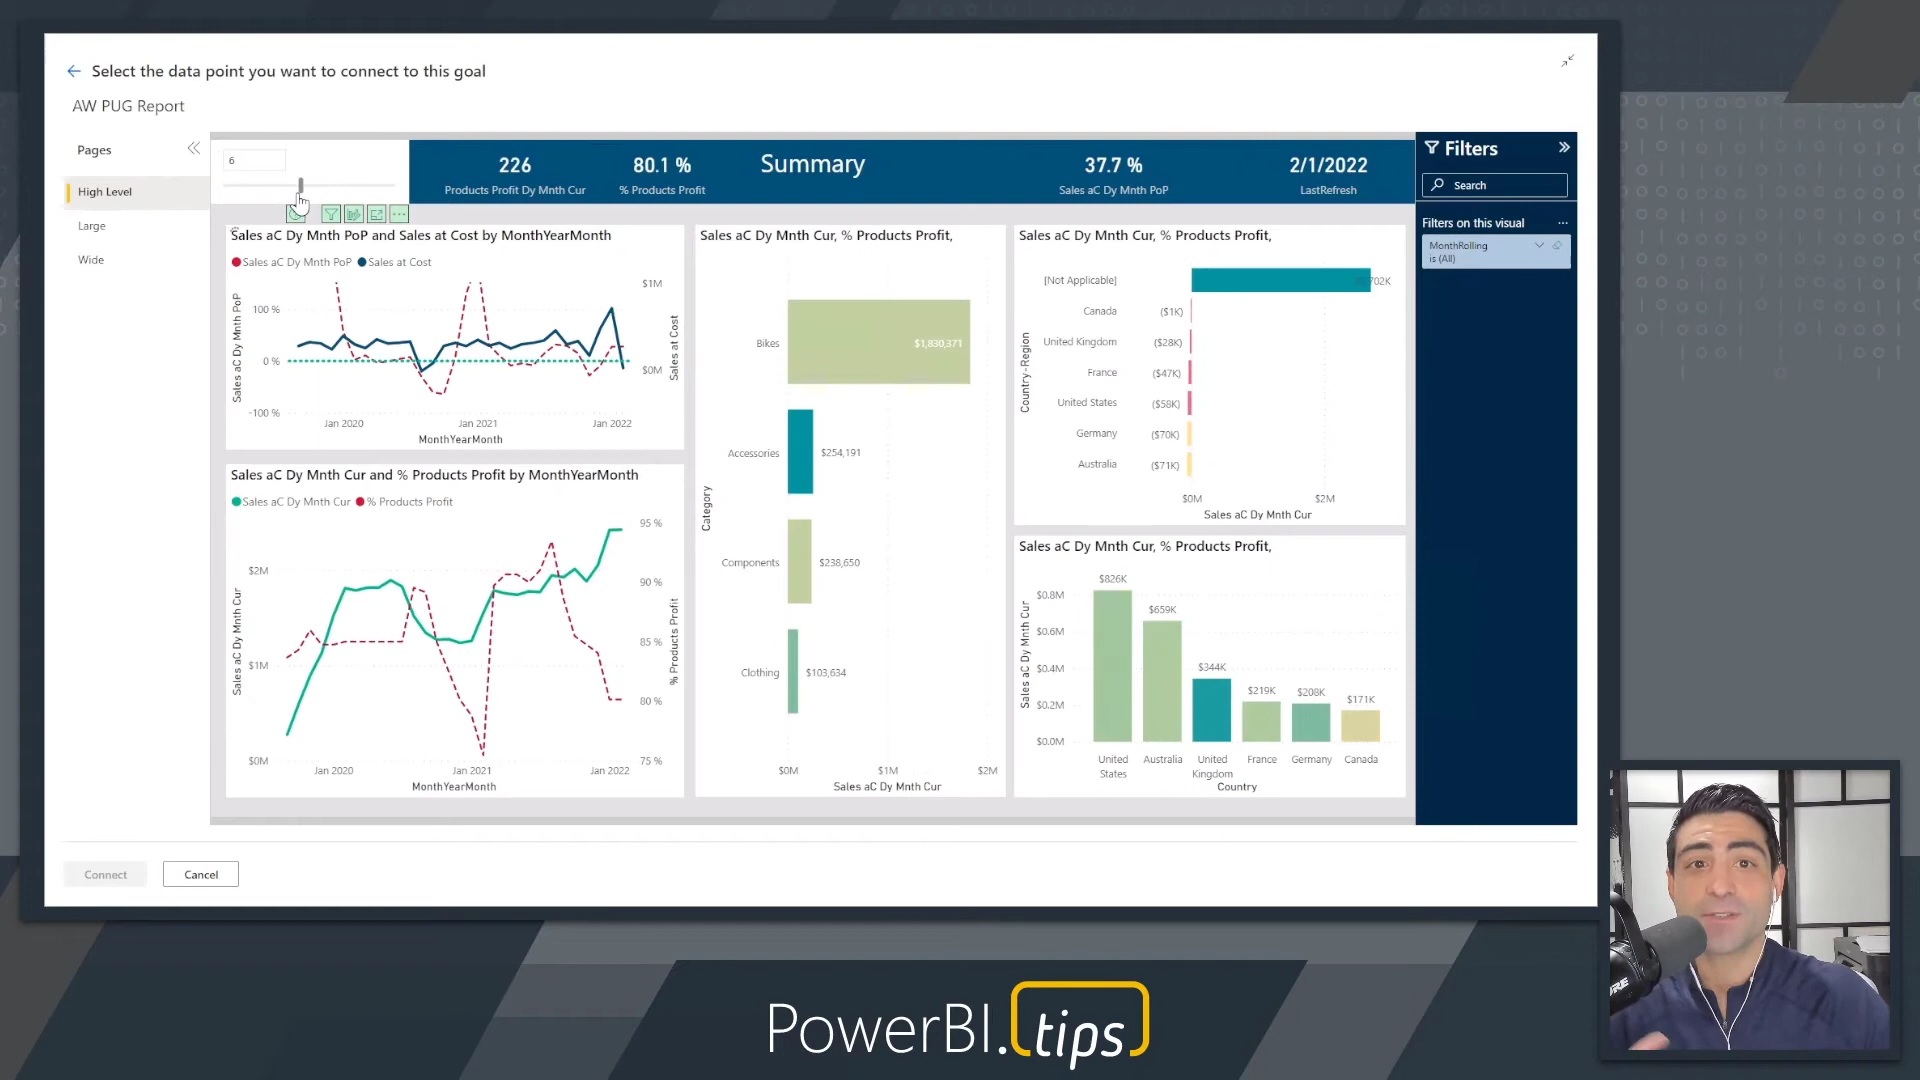 Select the data point you want to connect to this goal
AW PUG Report
Pages
High Level
Large
Wide
6
226
Products Profit Dy Mnth Cur
80.1 %
% Products Profit
Summary
37.7 %
Sales aC Dy Mnth PoP
2/1/2022
LastRefresh
Filters
Search
Filters on this visual
MonthRolling
is (All)
Sales aC Dy Mnth PoP and Sales at Cost by MonthYearMonth
Sales aC Dy Mnth PoP
Sales at Cost
Sales aC Dy Mnth PoP
100 %
0 %
-100 %
$1M
$0M
Sales at Cost
Jan 2020
Jan 2021
Jan 2022
MonthYearMonth
Sales aC Dy Mnth Cur and % Products Profit by MonthYearMonth
Sales aC Dy Mnth Cur
% Products Profit
Sales aC Dy Mnth Cur
$2M
$1M
$0M
95 %
90 %
85 %
80 %
75 %
% Products Profit
Jan 2020
Jan 2021
Jan 2022
MonthYearMonth
Sales aC Dy Mnth Cur, % Products Profit,
Category
Bikes
$1,830,371
Accessories
$254,191
Components
$238,650
Clothing
$103,634
$0M
$1M
$2M
Sales aC Dy Mnth Cur
Sales aC Dy Mnth Cur, % Products Profit,
Country-Region
[Not Applicable]
702K
Canada
($1K)
United Kingdom
($28K)
France
($47K)
United States
($58K)
Germany
($70K)
Australia
($71K)
$0M
$2M
Sales aC Dy Mnth Cur
Sales aC Dy Mnth Cur, % Products Profit,
Sales aC Dy Mnth Cur
$0.8M
$0.6M
$0.4M
$0.2M
$0.0M
$826K
$659K
$344K
$219K
$208K
$171K
United
States
Australia
United
Kingdom
France
Germany
Canada
Country
Connect
Cancel
PowerBI.tips